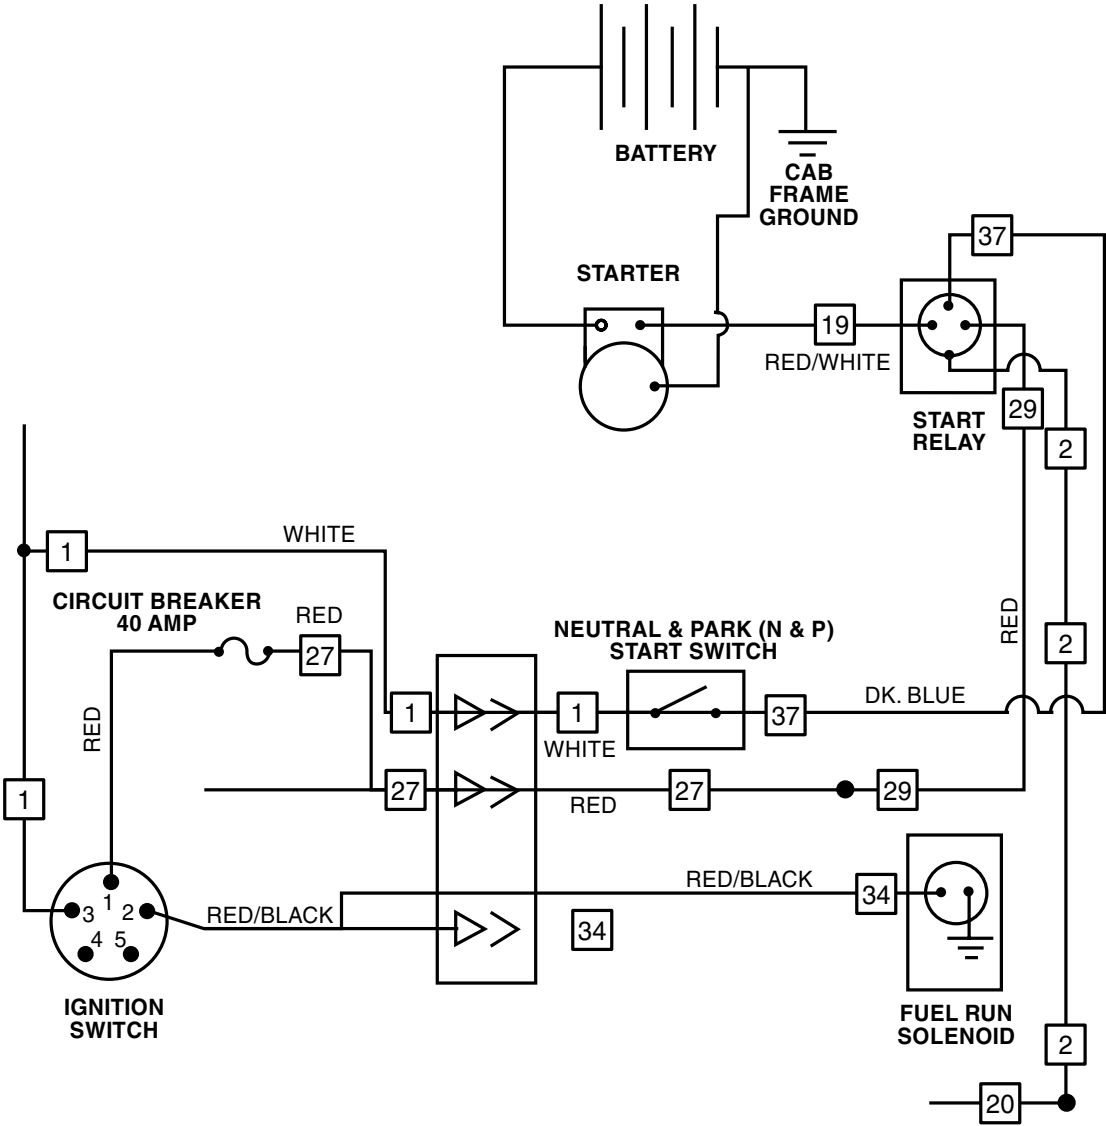 BATTERY
CAB
FRAME
GROUND
37
STARTER
19
RED/WHITE
START
RELAY
29
2
WHITE
1
CIRCUIT BREAKER
40 AMP
RED
27
NEUTRAL & PARK (N & P)
START SWITCH
RED
2
RED
1
1
WHITE
37
DK. BLUE
1
27
RED
27
29
RED/BLACK
34
1
3
2
4
5
RED/BLACK
34
IGNITION
SWITCH
FUEL RUN
SOLENOID
2
20